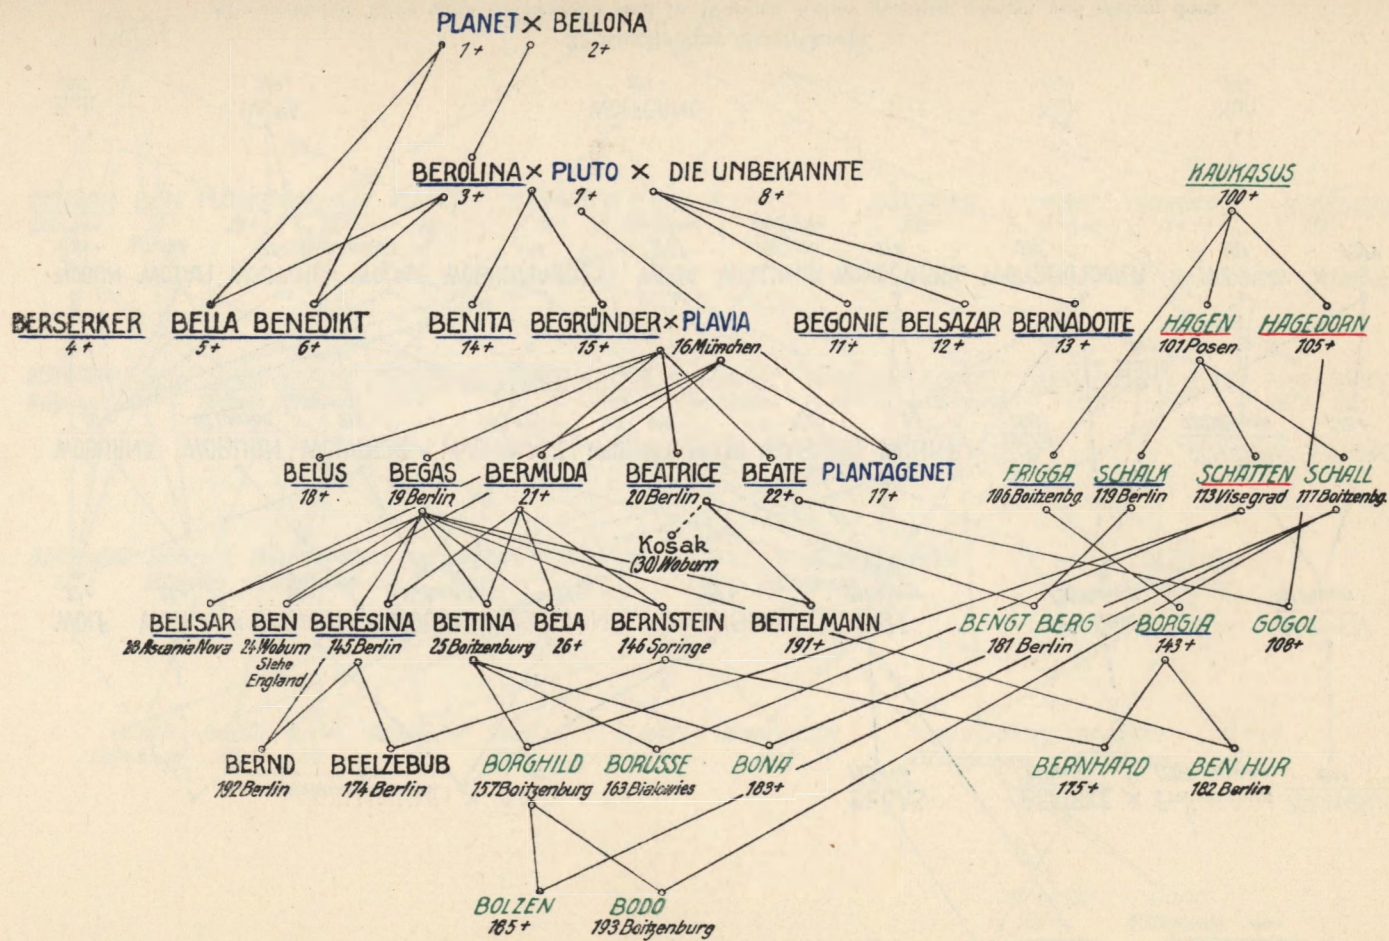 PLANET × BELLONA
1+ 2+
BEROLINA × PLUTO × DIE UNBEKANNTE
3+ 7+ 8+
KAUKASUS
100+
BERSERKER BELLA BENEDIKT BENITA BEGRÜNDER × PLAVIA BEGONIE BELSAZAR BERNADOTTE HAGEN HAGEDORN
4+ 5+ 6+ 14+ 15+ 16 München 11+ 12+ 13+ 101 Posen 105+
BELUS BEGAS BERMUDA BEATRICE BEATE PLANTAGENET FRIGGA SCHALK SCHATTEN SCHALL
18+ 19 Berlin 21+ 20 Berlin 22+ 17+ 106 Boitzenbg. 119 Berlin 113 Visegrad 117 Boitzenbg.
Kosak
(30) Woburn
BELISAR BEN BERESINA BETTINA BELA BERNSTEIN BETTELMANN BENGT BERG BORGIA GOGOL
Ascania Nova 24 Woburn 145 Berlin 25 Boitzenburg 26+ 146 Springe 191+ 181 Berlin 143+ 108+
Siehe
England
BERND BEELZEBUB BORGHILD BORUSSE BONA BERNHARD BEN HUR
192 Berlin 174 Berlin 157 Boitzenburg 163 Bialowies 183+ 175+ 182 Berlin
BOLZEN BODO
165+ 193 Boitzenburg